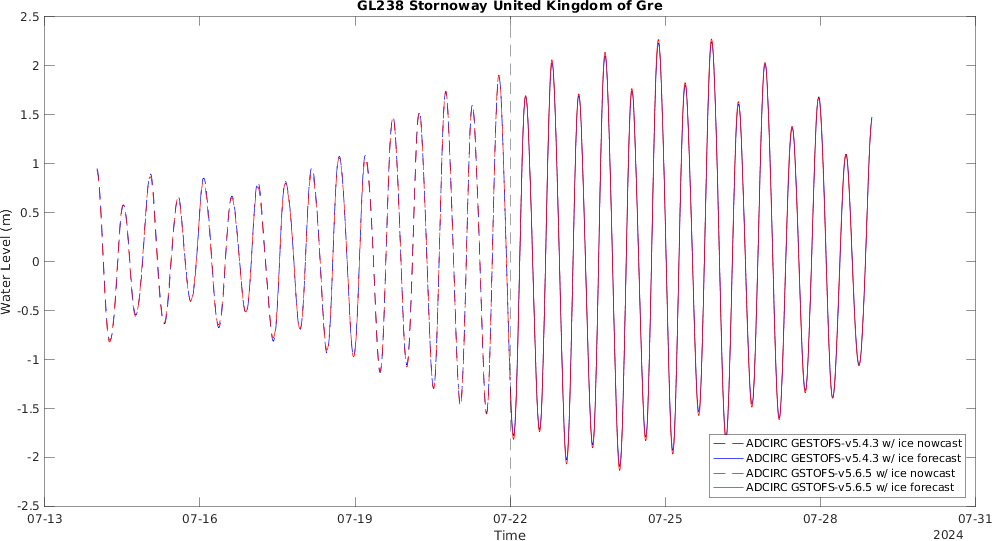 GL238 Stornoway United Kingdom of Gre
2.5
2
1.5
1
0.5
0
-0.5
-1
-1.5
-2
-2.5
Water Level (m)
ADCIRC GESTOFS-v5.4.3 w/ ice nowcast
ADCIRC GESTOFS-v5.4.3 w/ ice forecast
ADCIRC GSTOFS-v5.6.5 w/ ice nowcast
ADCIRC GSTOFS-v5.6.5 w/ ice forecast
07-13 07-16 07-19 07-22 07-25 07-28 07-31
Time
2024